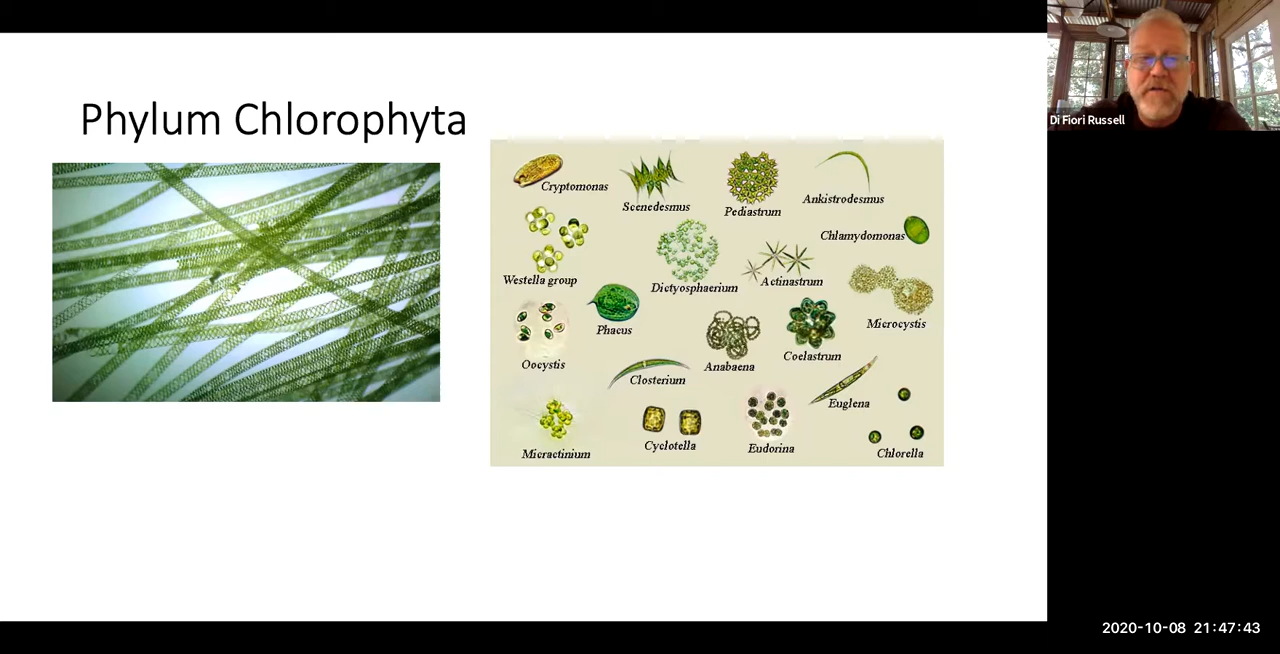 Phylum Chlorophyta
Di Fiori Russell
Cryptomonas
Scenedesmus
Pediastrum
Ankistrodesmus
Chlamydomonas
Westella group
Dictyosphaerium
Actinastrum
Microcystis
Phacus
Oocystis
Anabaena
Coelastrum
Closterium
Euglena
Micractinium
Cyclotella
Eudorina
Chlorella
2020-10-08 21:47:43